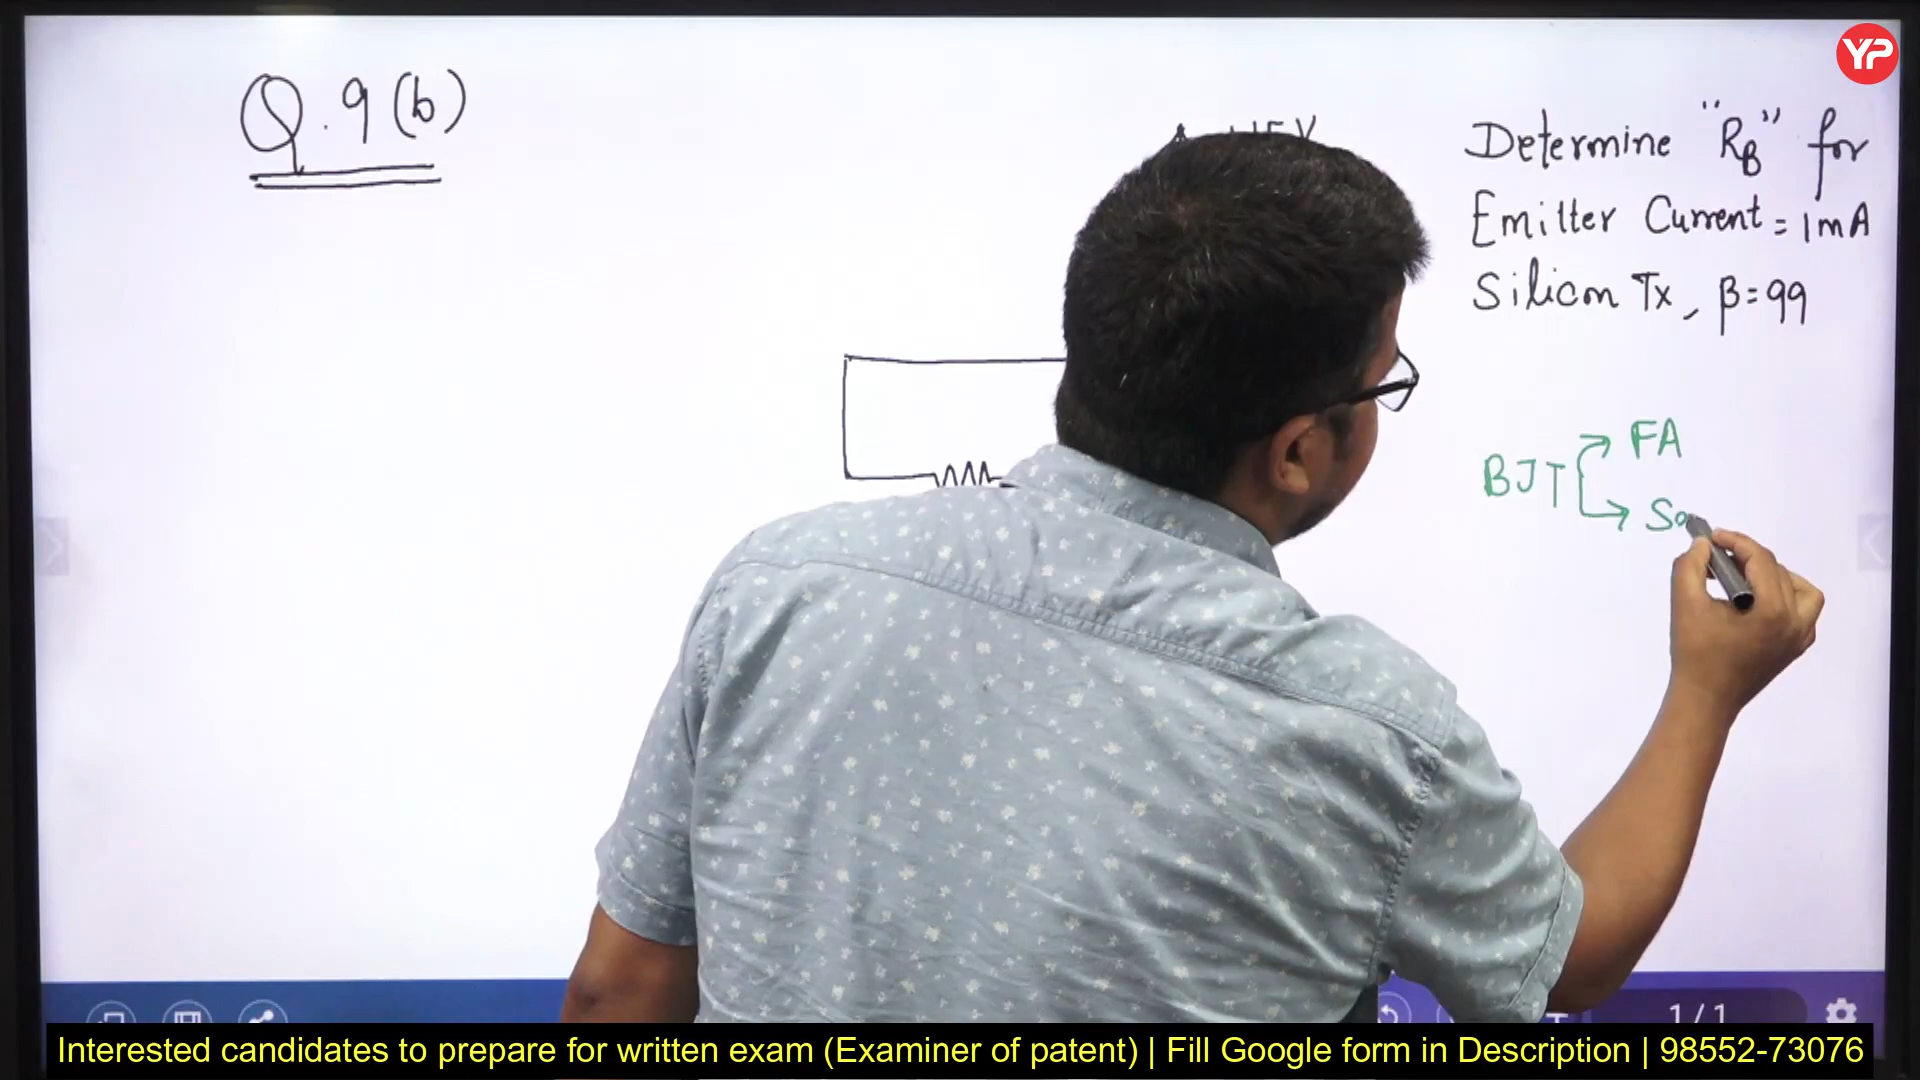 Q.9(b)
YP
Determine "RB" for
Emitter Current = 1mA
Silicon Tx, β=99
BJT
FA
1/1
Interested candidates to prepare for written exam (Examiner of patent) | Fill Google form in Description | 98552-73076